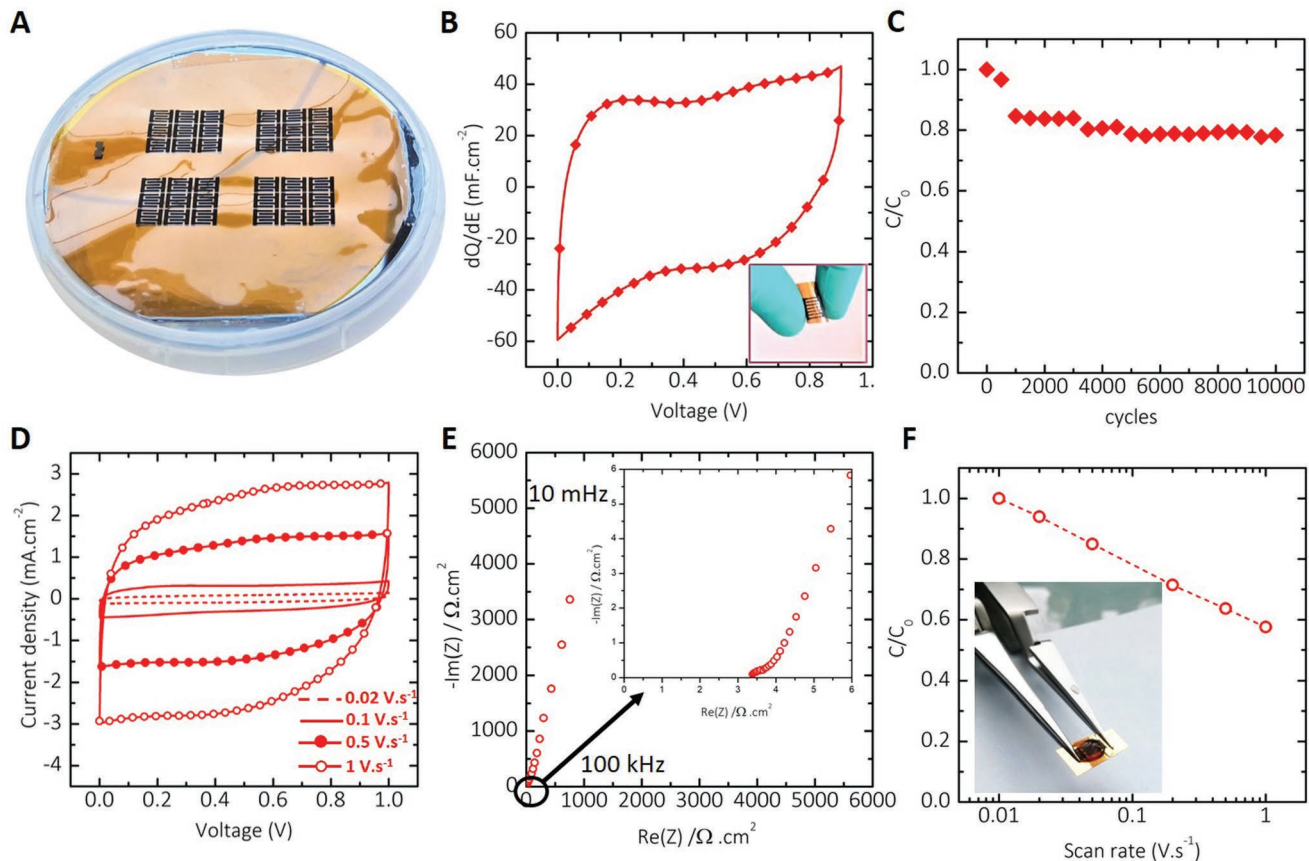 A
B
60
40
20
0
-20
-40
-60
dQ/dE (mF.cm⁻²)
0.0 0.2 0.4 0.6 0.8 1.
Voltage (V)
C
1.0
0.8
0.6
0.4
0.2
0.0
C/C₀
0 2000 4000 6000 8000 10000
cycles
D
3
2
1
0
-1
-2
-3
-4
Current density (mA.cm⁻²)
0.02 V.s⁻¹
0.1 V.s⁻¹
0.5 V.s⁻¹
1 V.s⁻¹
0.0 0.2 0.4 0.6 0.8 1.0
Voltage (V)
E
6000
5000
4000
3000
2000
1000
0
-Im(Z) / Ω.cm²
10 mHz
6
5
4
3
2
1
0
-Im(Z) / Ω.cm²
0 1 2 3 4 5 6
Re(Z) /Ω.cm²
100 kHz
0 1000 2000 3000 4000 5000 6000
Re(Z) /Ω .cm²
F
1.0
0.8
0.6
0.4
0.2
0.0
C/C₀
0.01 0.1 1
Scan rate (V.s⁻¹)